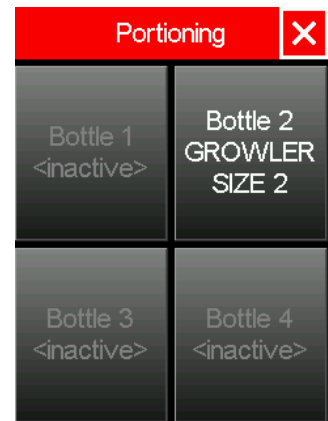 Portioning
Bottle 1
<inactive>
Bottle 2
GROWLER
SIZE 2
Bottle 3
<inactive>
Bottle 4
<inactive>